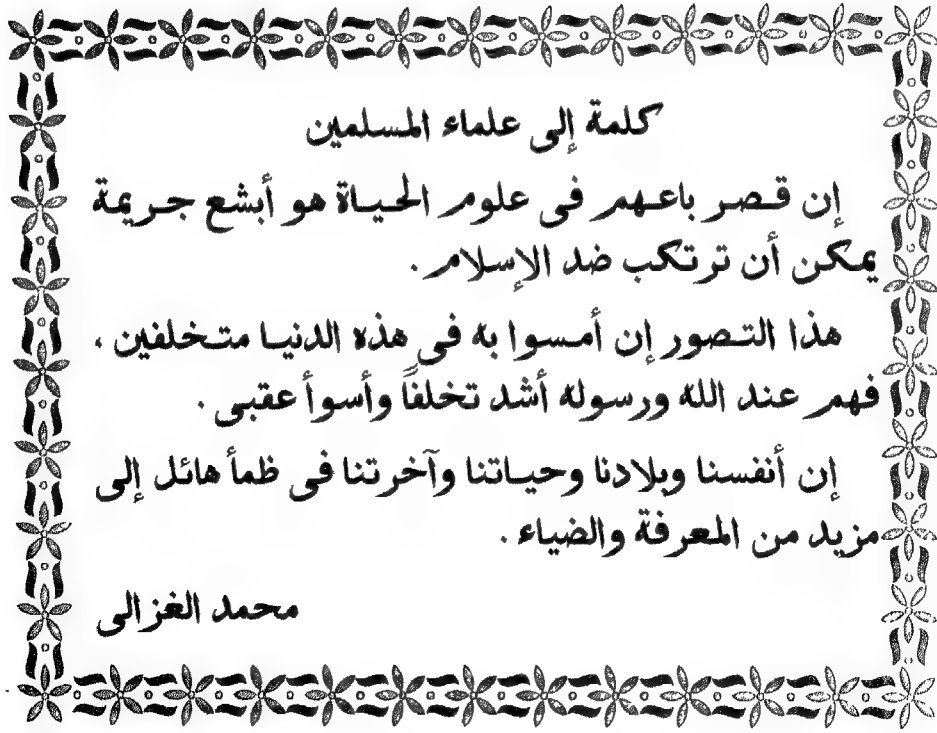 كلمة إلى علماء المسلمين
إن قصر باعهم فى علوم الحياة هو أبشع جريمة
يمكن أن ترتكب ضد الإسلام .
هذا التصور إن أمسوا به فى هذه الدنيا متخلفين ،
فهم عند الله ورسوله أشد تخلفاً وأسوأ عقبى .
إن أنفسنا وبلادنا وحياتنا وآخرتنا فى ظمأ هائل إلى
مزيد من المعرفة والضياء .
محمد الغزالى